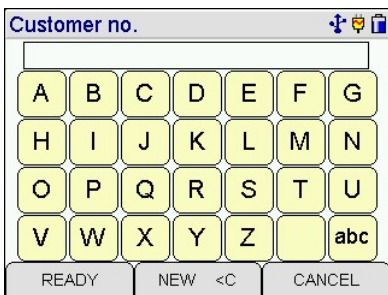 Customer no.
A B C D E F G
H I J K L M N
O P Q R S T U
V W X Y Z abc
READY NEW <C CANCEL